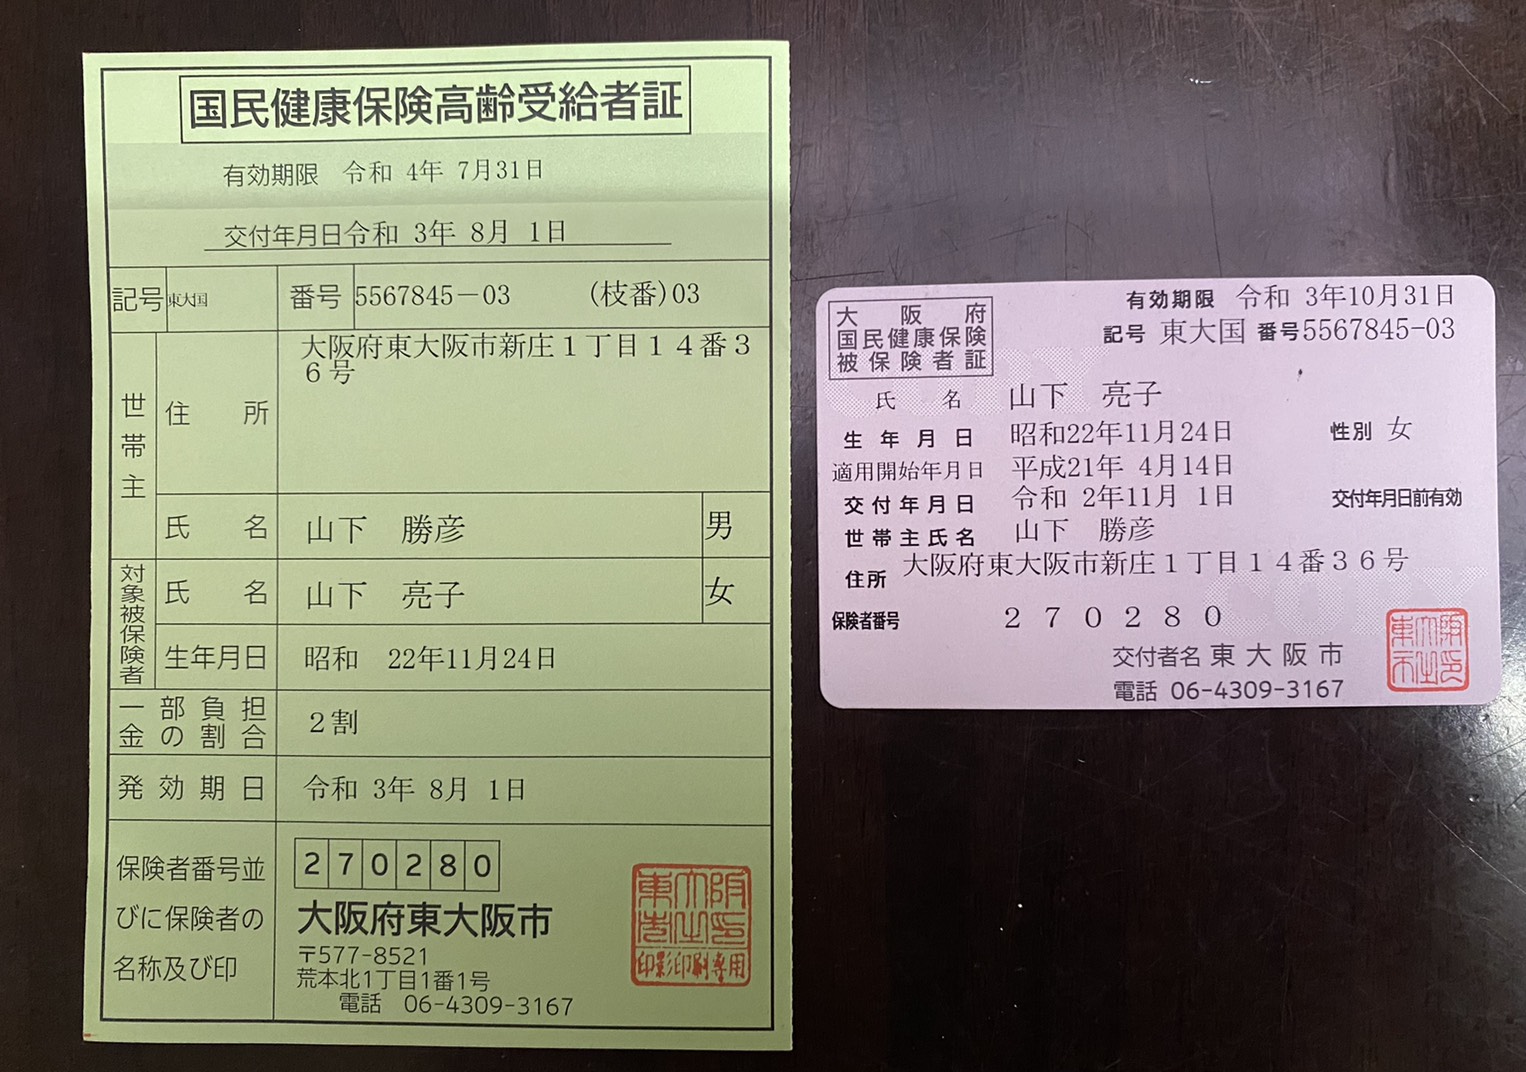 国民健康保険高齢受給者証
有効期限 令和 4年 7月31日
交付年月日令和 3年 8月 1日
記号 東大国 番号 5567845-03 (枝番)03
世帯主
住所 大阪府東大阪市新庄1丁目14番3
6号
氏名 山下 勝彦 男
対象被保険者
氏名 山下 亮子 女
生年月日 昭和 22年11月24日
一部負担
金の割合 2割
発効期日 令和 3年 8月 1日
保険者番号並
びに保険者の
名称及び印
270280
大阪府東大阪市
〒577-8521
荒本北1丁目1番1号
電話 06-4309-3167
印影印刷専用
大阪府
国民健康保険
被保険者証
有効期限 令和 3年10月31日
記号 東大国 番号5567845-03
氏名 山下 亮子
生年月日 昭和22年11月24日 性別 女
適用開始年月日 平成21年 4月14日
交付年月日 令和 2年11月 1日 交付年月日前有効
世帯主氏名 山下 勝彦
住所 大阪府東大阪市新庄1丁目14番36号
保険者番号 270280
交付者名 東大阪市
電話 06-4309-3167